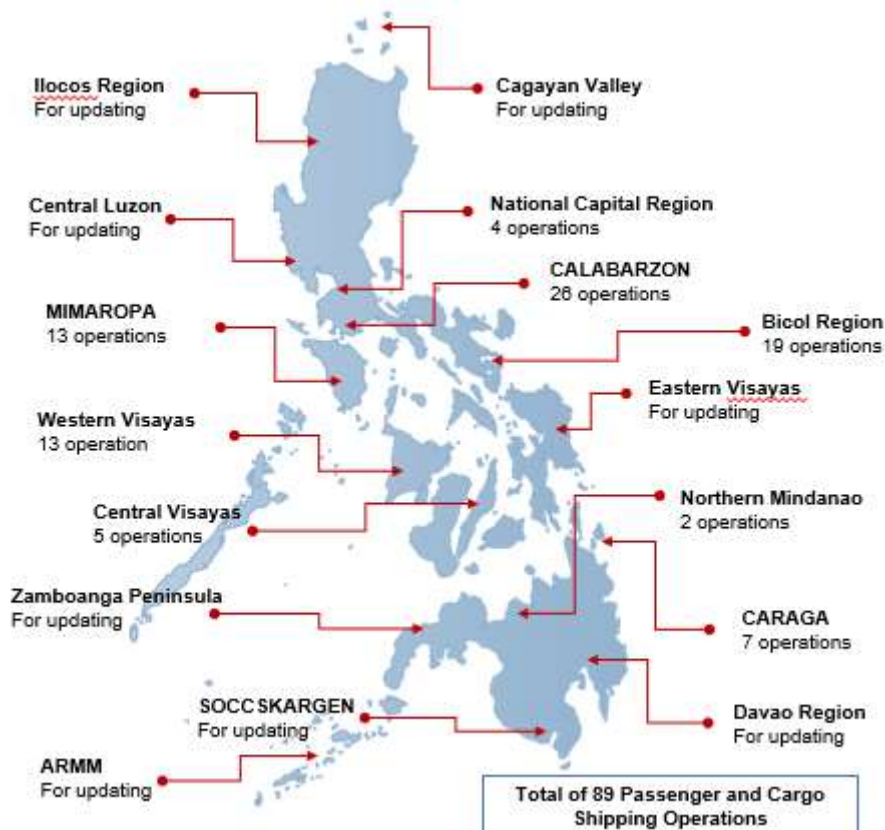 Ilocos Region
For updating
Cagayan Valley
For updating
Central Luzon
For updating
National Capital Region
4 operations
CALABARZON
26 operations
MIMAROPA
13 operations
Bicol Region
19 operations
Eastern Visayas
For updating
Western Visayas
13 operation
Central Visayas
5 operations
Northern Mindanao
2 operations
Zamboanga Peninsula
For updating
CARAGA
7 operations
SOCCSKARGEN
For updating
Davao Region
For updating
ARMM
For updating
Total of 89 Passenger and Cargo
Shipping Operations